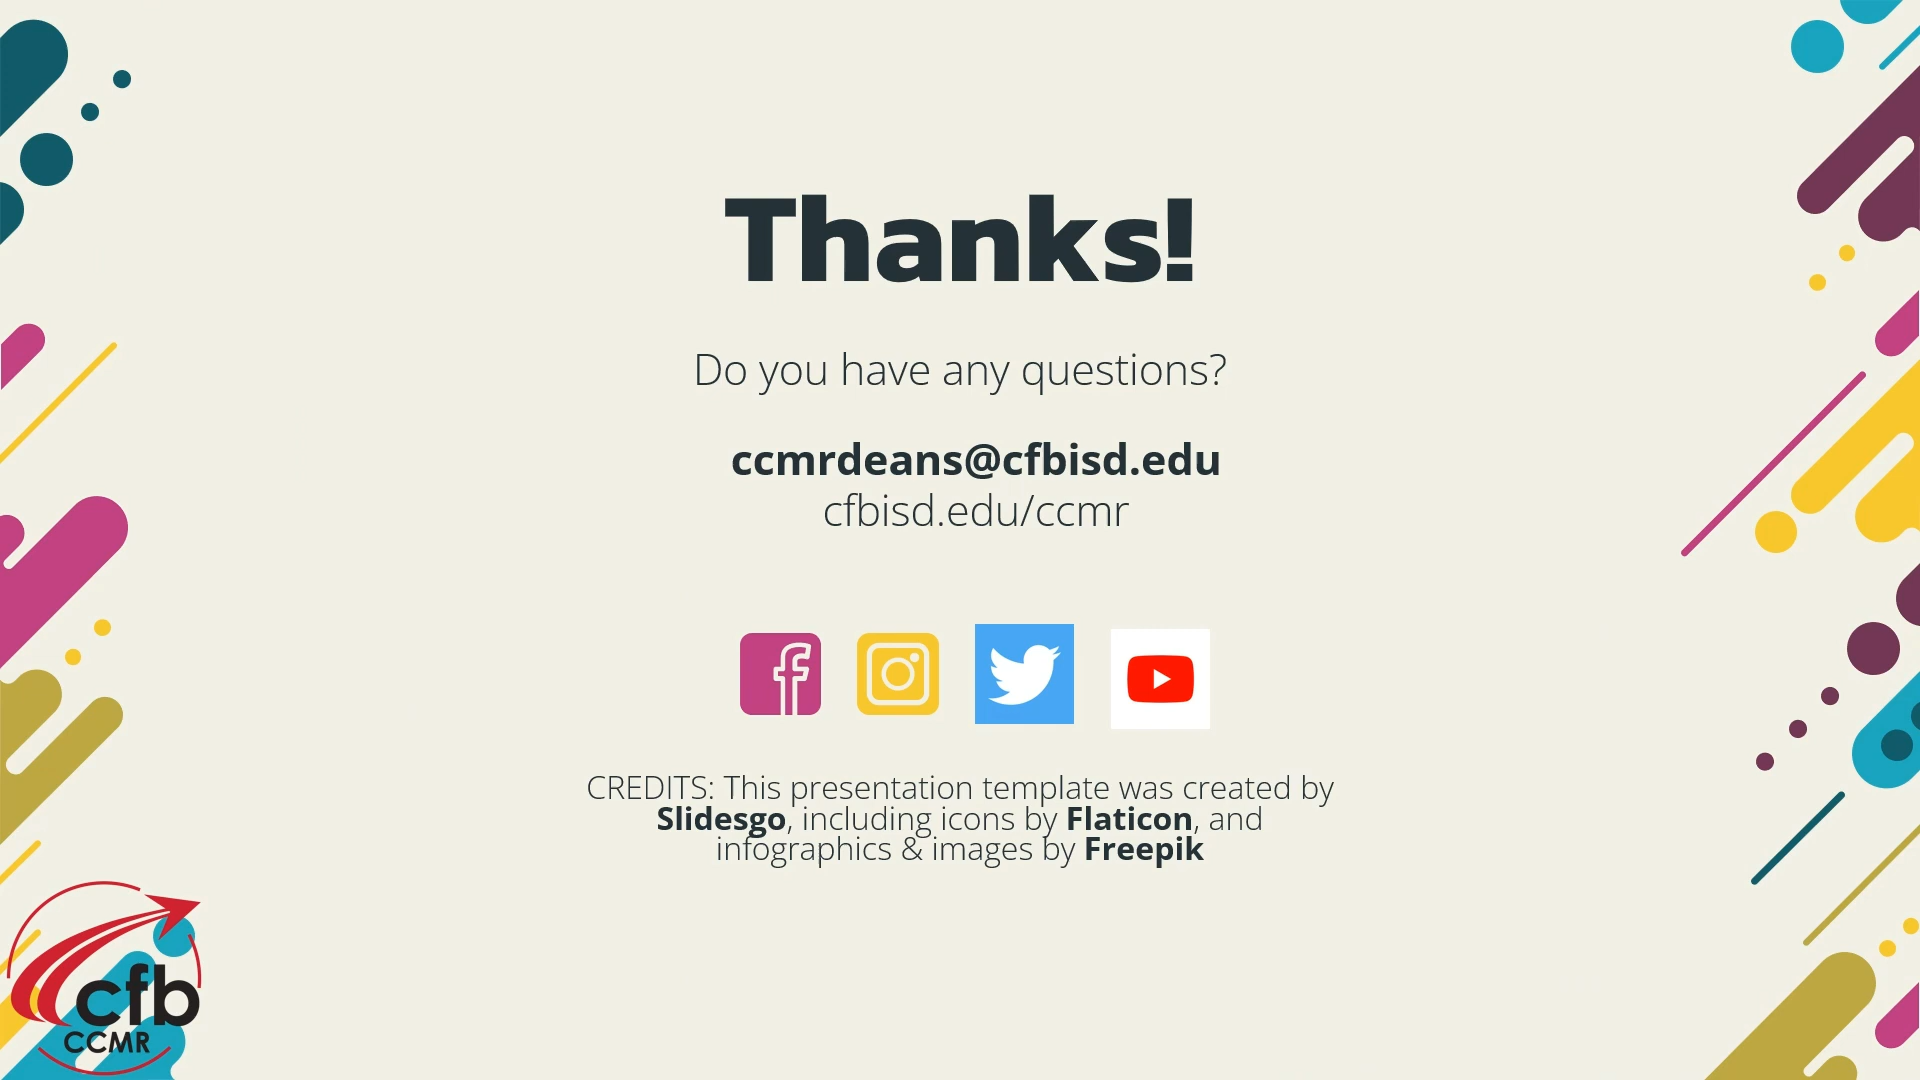 Thanks!
Do you have any questions?
ccmrdeans@cfbisd.edu
cfbisd.edu/ccmr
CREDITS: This presentation template was created by
Slidesgo, including icons by Flaticon, and
infographics & images by Freepik
cfb
CCMR